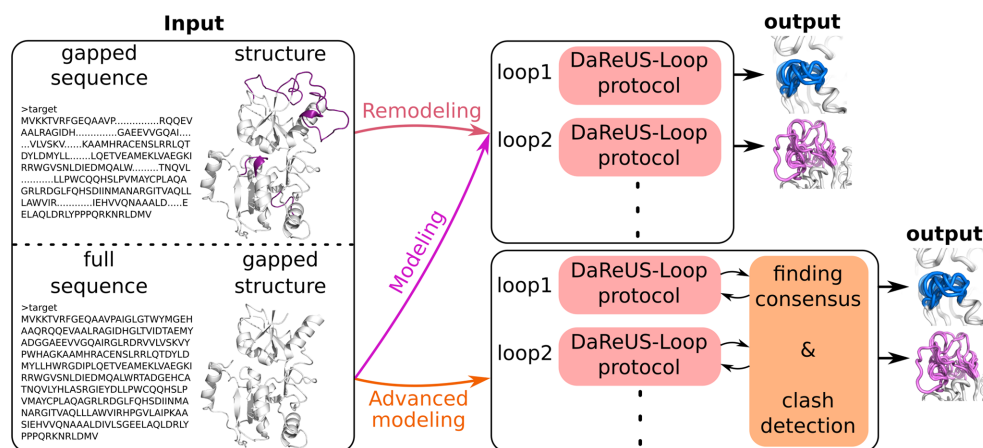 Input
gapped
sequence
structure
>target
MVKKTVRFGEQAAVP...............RQQEV
AALRAGIDH..............GAEEVVGQAI....
...VLVSKV......KAAMHRACENSLRRLQT
DYLDMYLL.......LQETVEAMEKLVAEGKI
RRWGVSNLDIEDMQALW.........TNQVL
...........LLPWCQQHSLPVMAYCPLAQA
GRLRDGLFQHSDIINMANARGITVAQLL
LAWVIR............IEHVVQNAAALD.....E
ELAQLDRLYPPPQRKNRLDMV
full
sequence
gapped
structure
>target
MVKKTVRFGEQAAVPAIGLGTWYMGEH
AAQRQQEVAALRAGIDHGLTVIDTAEMY
ADGGAEEVVGQAIRGLRDRVVLVSKVY
PWHAGKAAMHRACENSLRRLQTDYLD
MYLLHWRGDIPLQETVEAMEKLVAEGKI
RRWGVSNLDIEDMQALWRTADGEHCA
TNQVLYHLASRGIEYDLLPWCQQHSLP
VMAYCPLAQAGRLRDGLFQHSDIINMA
NARGITVAQLLLAWVIRHPGVLAIPKAA
SIEHVVQNAAALDIVLSGEELAQLDRLY
PPPQRKNRLDMV
Remodeling
Modeling
Advanced
modeling
loop1
DaReUS-Loop
protocol
loop2
DaReUS-Loop
protocol
output
loop1
DaReUS-Loop
protocol
loop2
DaReUS-Loop
protocol
finding
consensus
&
clash
detection
output